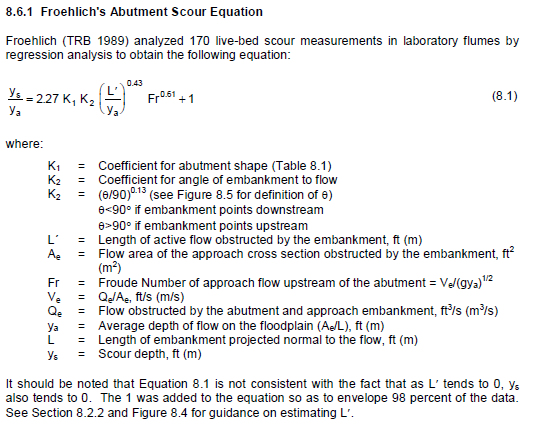 8.6.1 Froehlich's Abutment Scour Equation
Froehlich (TRB 1989) analyzed 170 live-bed scour measurements in laboratory flumes by
regression analysis to obtain the following equation:
yₛ/yₐ = 2.27 K₁ K₂ (L′/yₐ)^0.43 Fr^0.61 + 1 (8.1)
where:
K₁ = Coefficient for abutment shape (Table 8.1)
K₂ = Coefficient for angle of embankment to flow
K₂ = (θ/90)^0.13 (see Figure 8.5 for definition of θ)
θ<90° if embankment points downstream
θ>90° if embankment points upstream
L′ = Length of active flow obstructed by the embankment, ft (m)
Aₑ = Flow area of the approach cross section obstructed by the embankment, ft²
(m²)
Fr = Froude Number of approach flow upstream of the abutment = Vₑ/(gyₐ)^1/2
Vₑ = Qₑ/Aₑ, ft/s (m/s)
Qₑ = Flow obstructed by the abutment and approach embankment, ft³/s (m³/s)
yₐ = Average depth of flow on the floodplain (Aₑ/L), ft (m)
L = Length of embankment projected normal to the flow, ft (m)
yₛ = Scour depth, ft (m)
It should be noted that Equation 8.1 is not consistent with the fact that as L′ tends to 0, yₛ
also tends to 0. The 1 was added to the equation so as to envelope 98 percent of the data.
See Section 8.2.2 and Figure 8.4 for guidance on estimating L′.